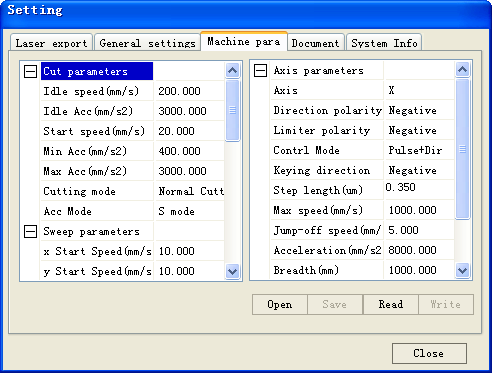 Setting
Laser export General settings Machine para Document System Info
Cut parameters
Idle speed(mm/s) 200.000
Idle Acc(mm/s2) 3000.000
Start speed(mm/s) 20.000
Min Acc(mm/s2) 400.000
Max Acc(mm/s2) 3000.000
Cutting mode Normal Cutt
Acc Mode S mode
Sweep parameters
x Start Speed(mm/s 10.000
y Start Speed(mm/s 10.000
Axis parameters
Axis X
Direction polarity Negative
Limiter polarity Negative
Contrl Mode Pulse+Dir
Keying direction Negative
Step length(um) 0.350
Max speed(mm/s) 1000.000
Jump-off speed(mm/ 5.000
Acceleration(mm/s2 8000.000
Breadth(mm) 1000.000
Open Save Read Write
Close